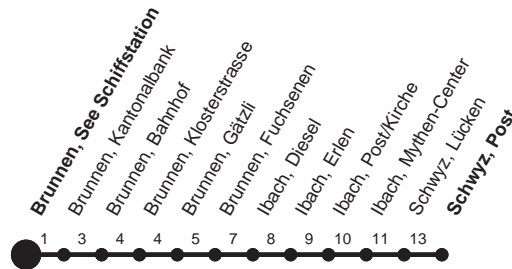 Brunnen, See Schiffstation
Brunnen, Kantonalbank
Brunnen, Bahnhof
Brunnen, Klosterstrasse
Brunnen, Gätzli
Brunnen, Fuchsenen
Ibach, Diesel
Ibach, Erlen
Ibach, Post/Kirche
Ibach, Mythen-Center
Schwyz, Lücken
Schwyz, Post
1 3 4 4 5 7 8 9 10 11 13